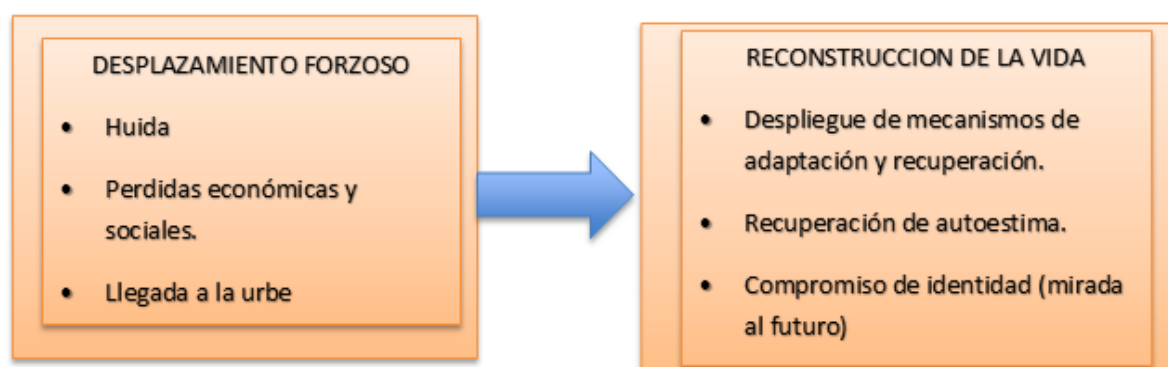 DESPLAZAMIENTO FORZOSO
• Huida
• Perdidas económicas y
sociales.
• Llegada a la urbe
RECONSTRUCCION DE LA VIDA
• Despliegue de mecanismos de
adaptación y recuperación.
• Recuperación de autoestima.
• Compromiso de identidad (mirada
al futuro)